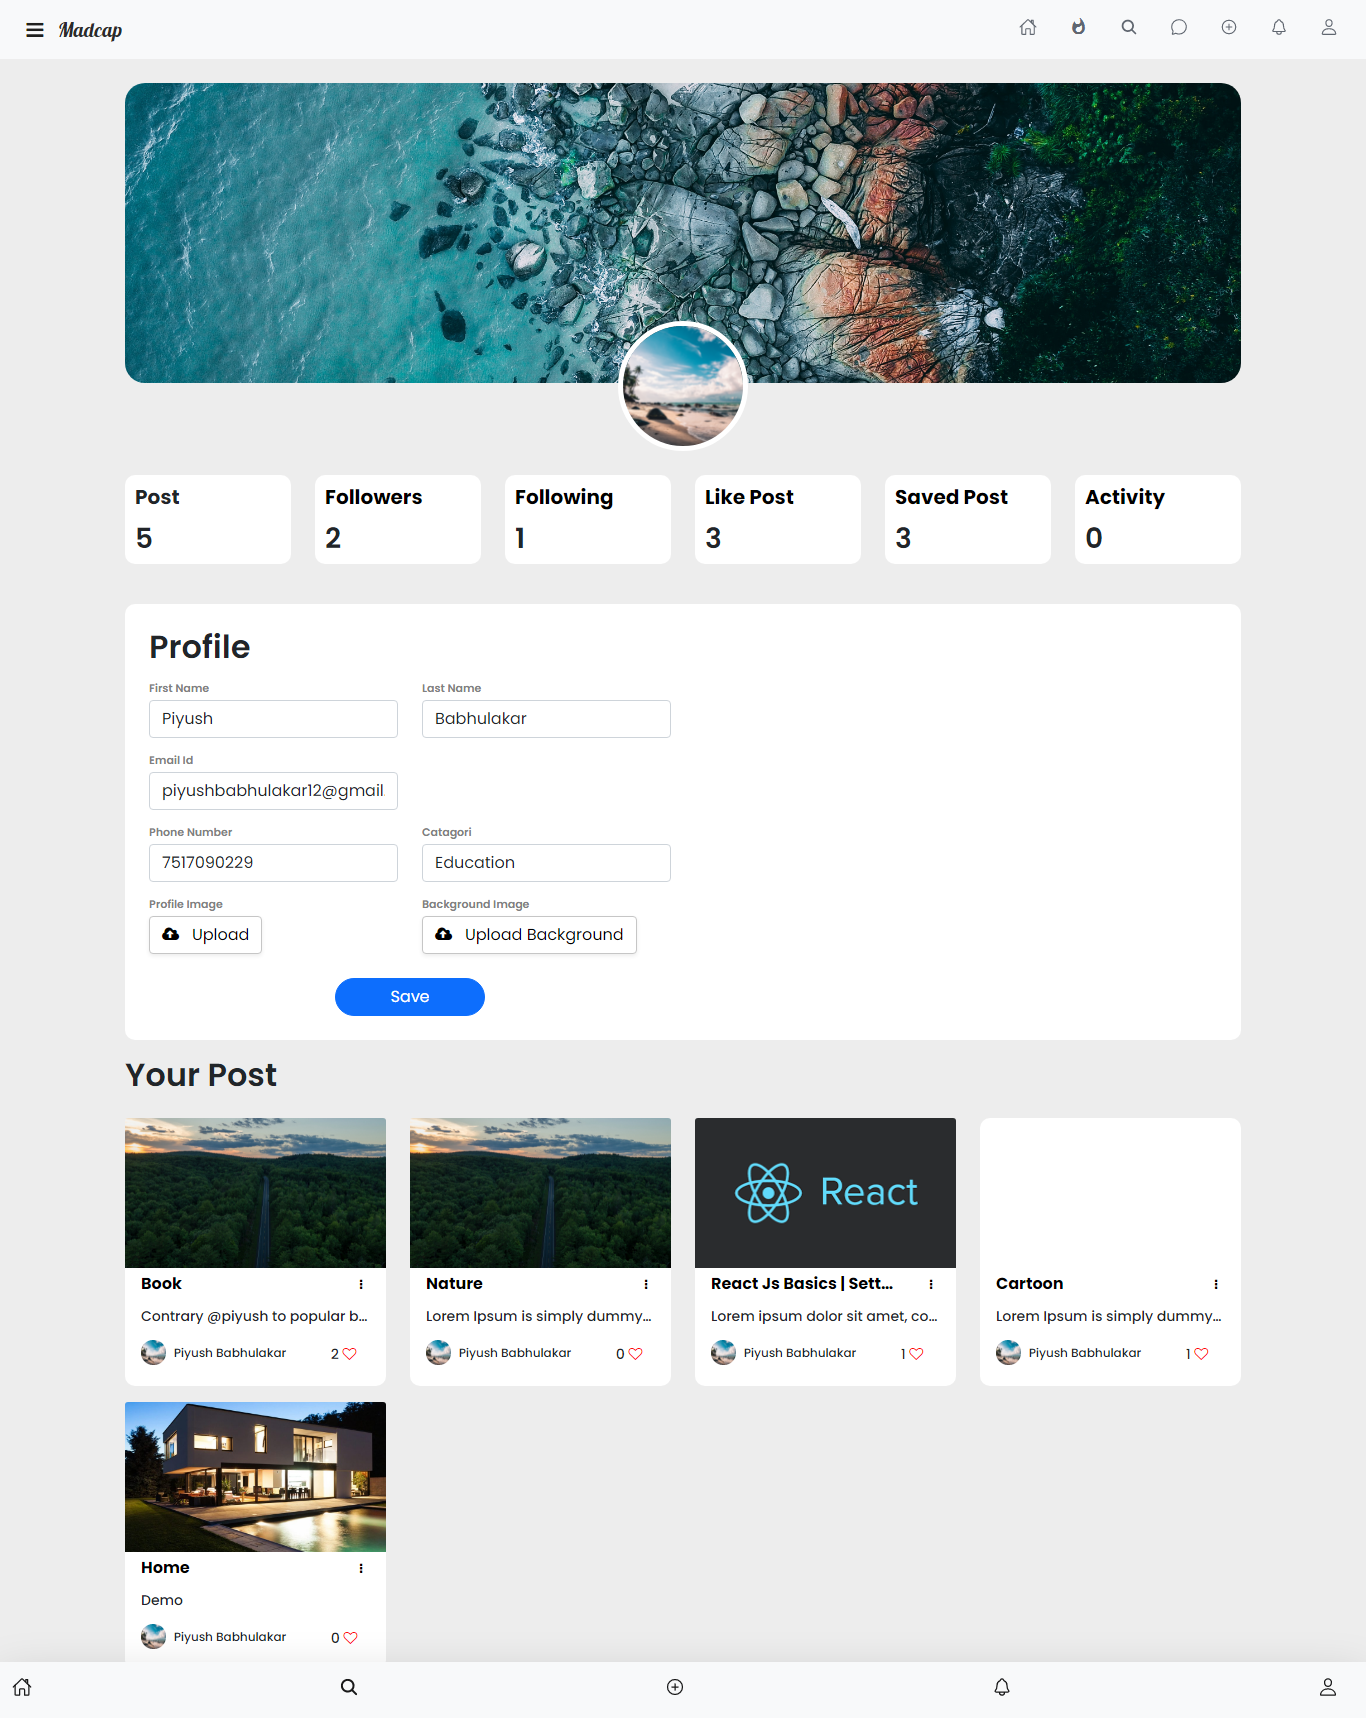 Madcap
Post
5
Followers
2
Following
1
Like Post
3
Saved Post
3
Activity
0
Profile
First Name
Last Name
Piyush
Babhulakar
Email Id
piyushbabhulakar12@gmail.
Phone Number
Catagori
7517090229
Education
Profile Image
Background Image
Upload
Upload Background
Save
Your Post
React
Book
Contrary @piyush to popular b...
Piyush Babhulakar
2
Nature
Lorem Ipsum is simply dummy...
Piyush Babhulakar
0
React Js Basics | Sett...
Lorem ipsum dolor sit amet, co...
Piyush Babhulakar
1
Cartoon
Lorem Ipsum is simply dummy...
Piyush Babhulakar
1
Home
Demo
Piyush Babhulakar
0